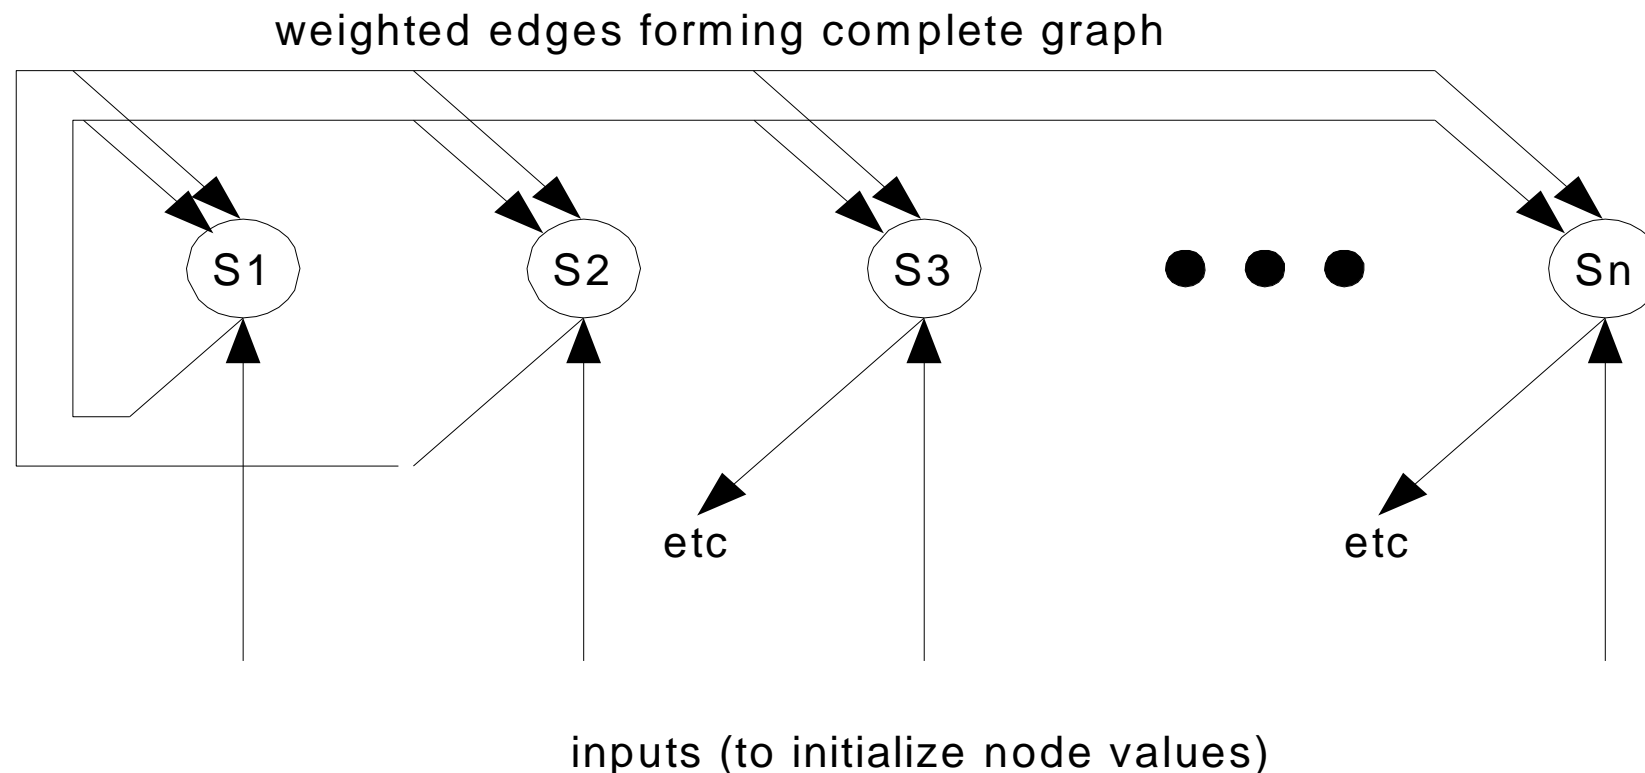 weighted edges forming complete graph
S1 S2 S3 Sn
etc etc
inputs (to initialize node values)